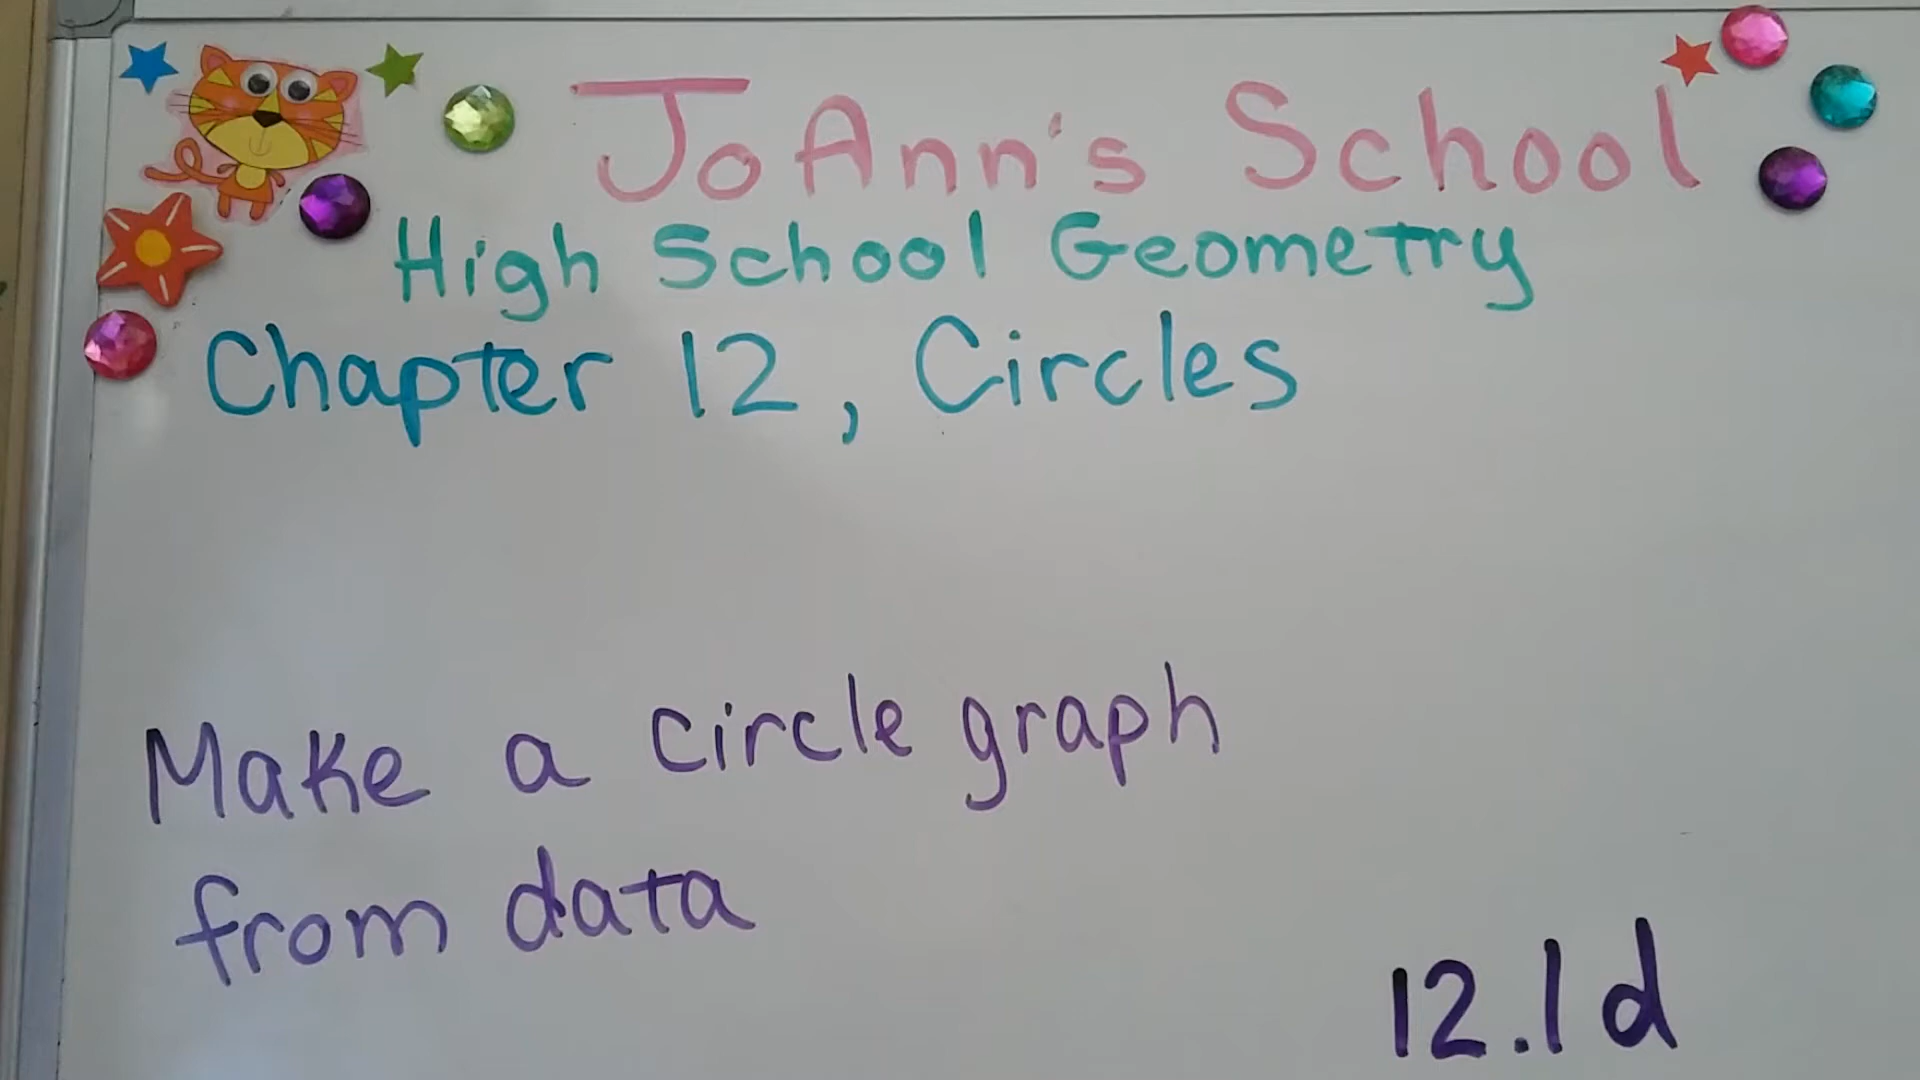 JoAnn's School
High School Geometry
Chapter 12, Circles
Make a circle graph
from data
12.1d